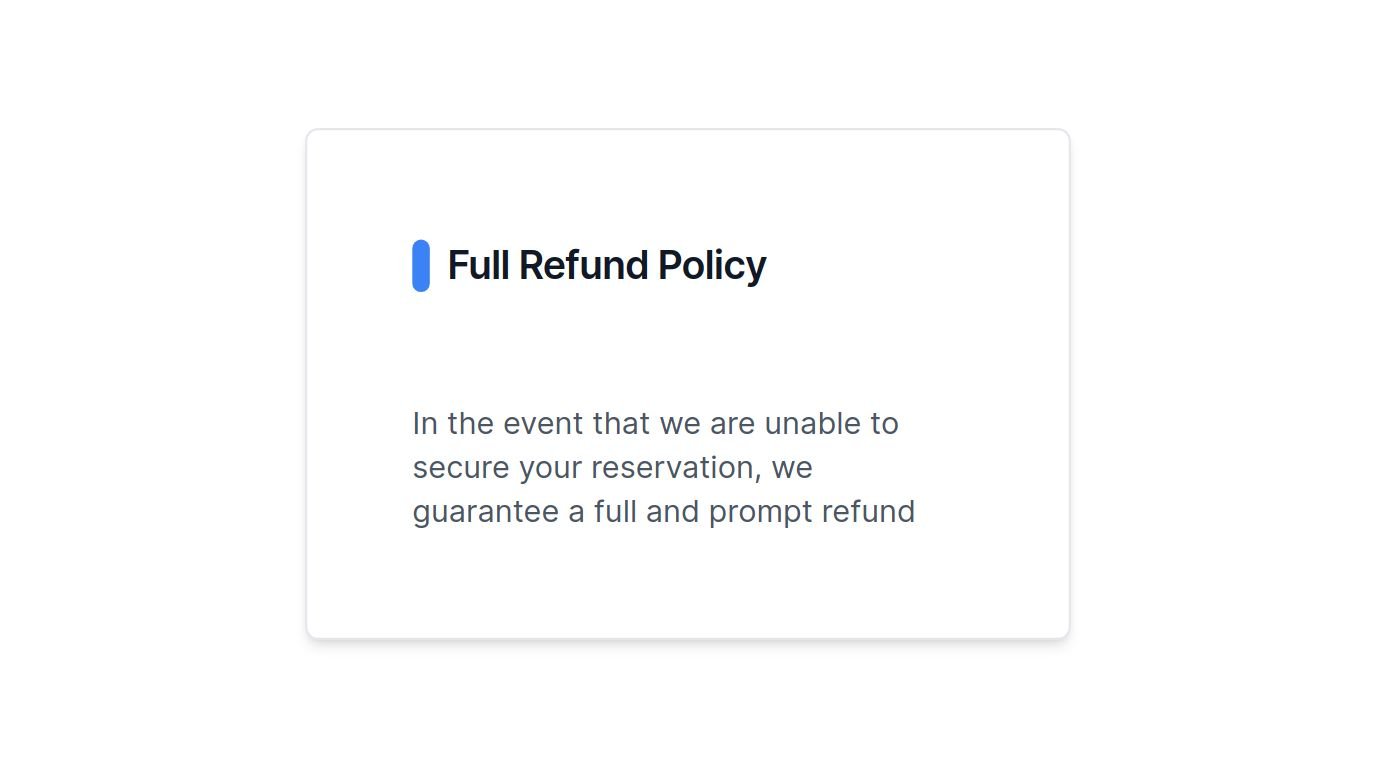 Full Refund Policy
In the event that we are unable to
secure your reservation, we
guarantee a full and prompt refund